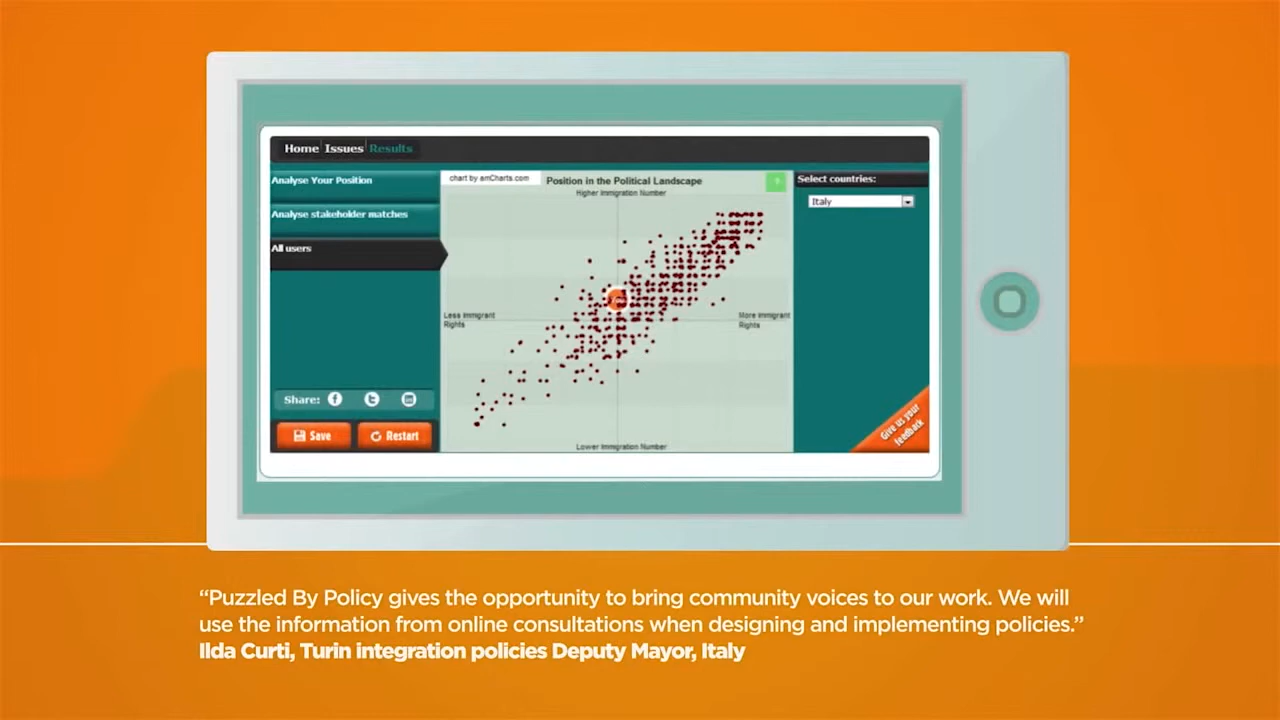 Home Issues Results
Analyse Your Position
Analyse stakeholder matches
All users
Share:
Save
Restart
chart by amCharts.com
Position in the Political Landscape
?
Higher Immigration Number
Less Immigrant
Rights
More Immigrant
Rights
Lower Immigration Number
Select countries:
Italy
Give us your
feedback
“Puzzled By Policy gives the opportunity to bring community voices to our work. We will
use the information from online consultations when designing and implementing policies.”
Ilda Curti, Turin integration policies Deputy Mayor, Italy